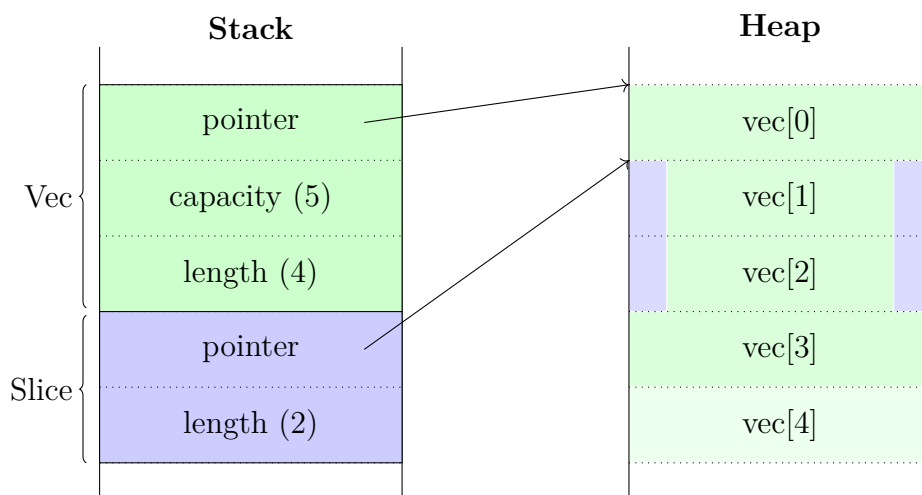 Stack
Heap
Vec
pointer
capacity (5)
length (4)
Slice
pointer
length (2)
vec[0]
vec[1]
vec[2]
vec[3]
vec[4]